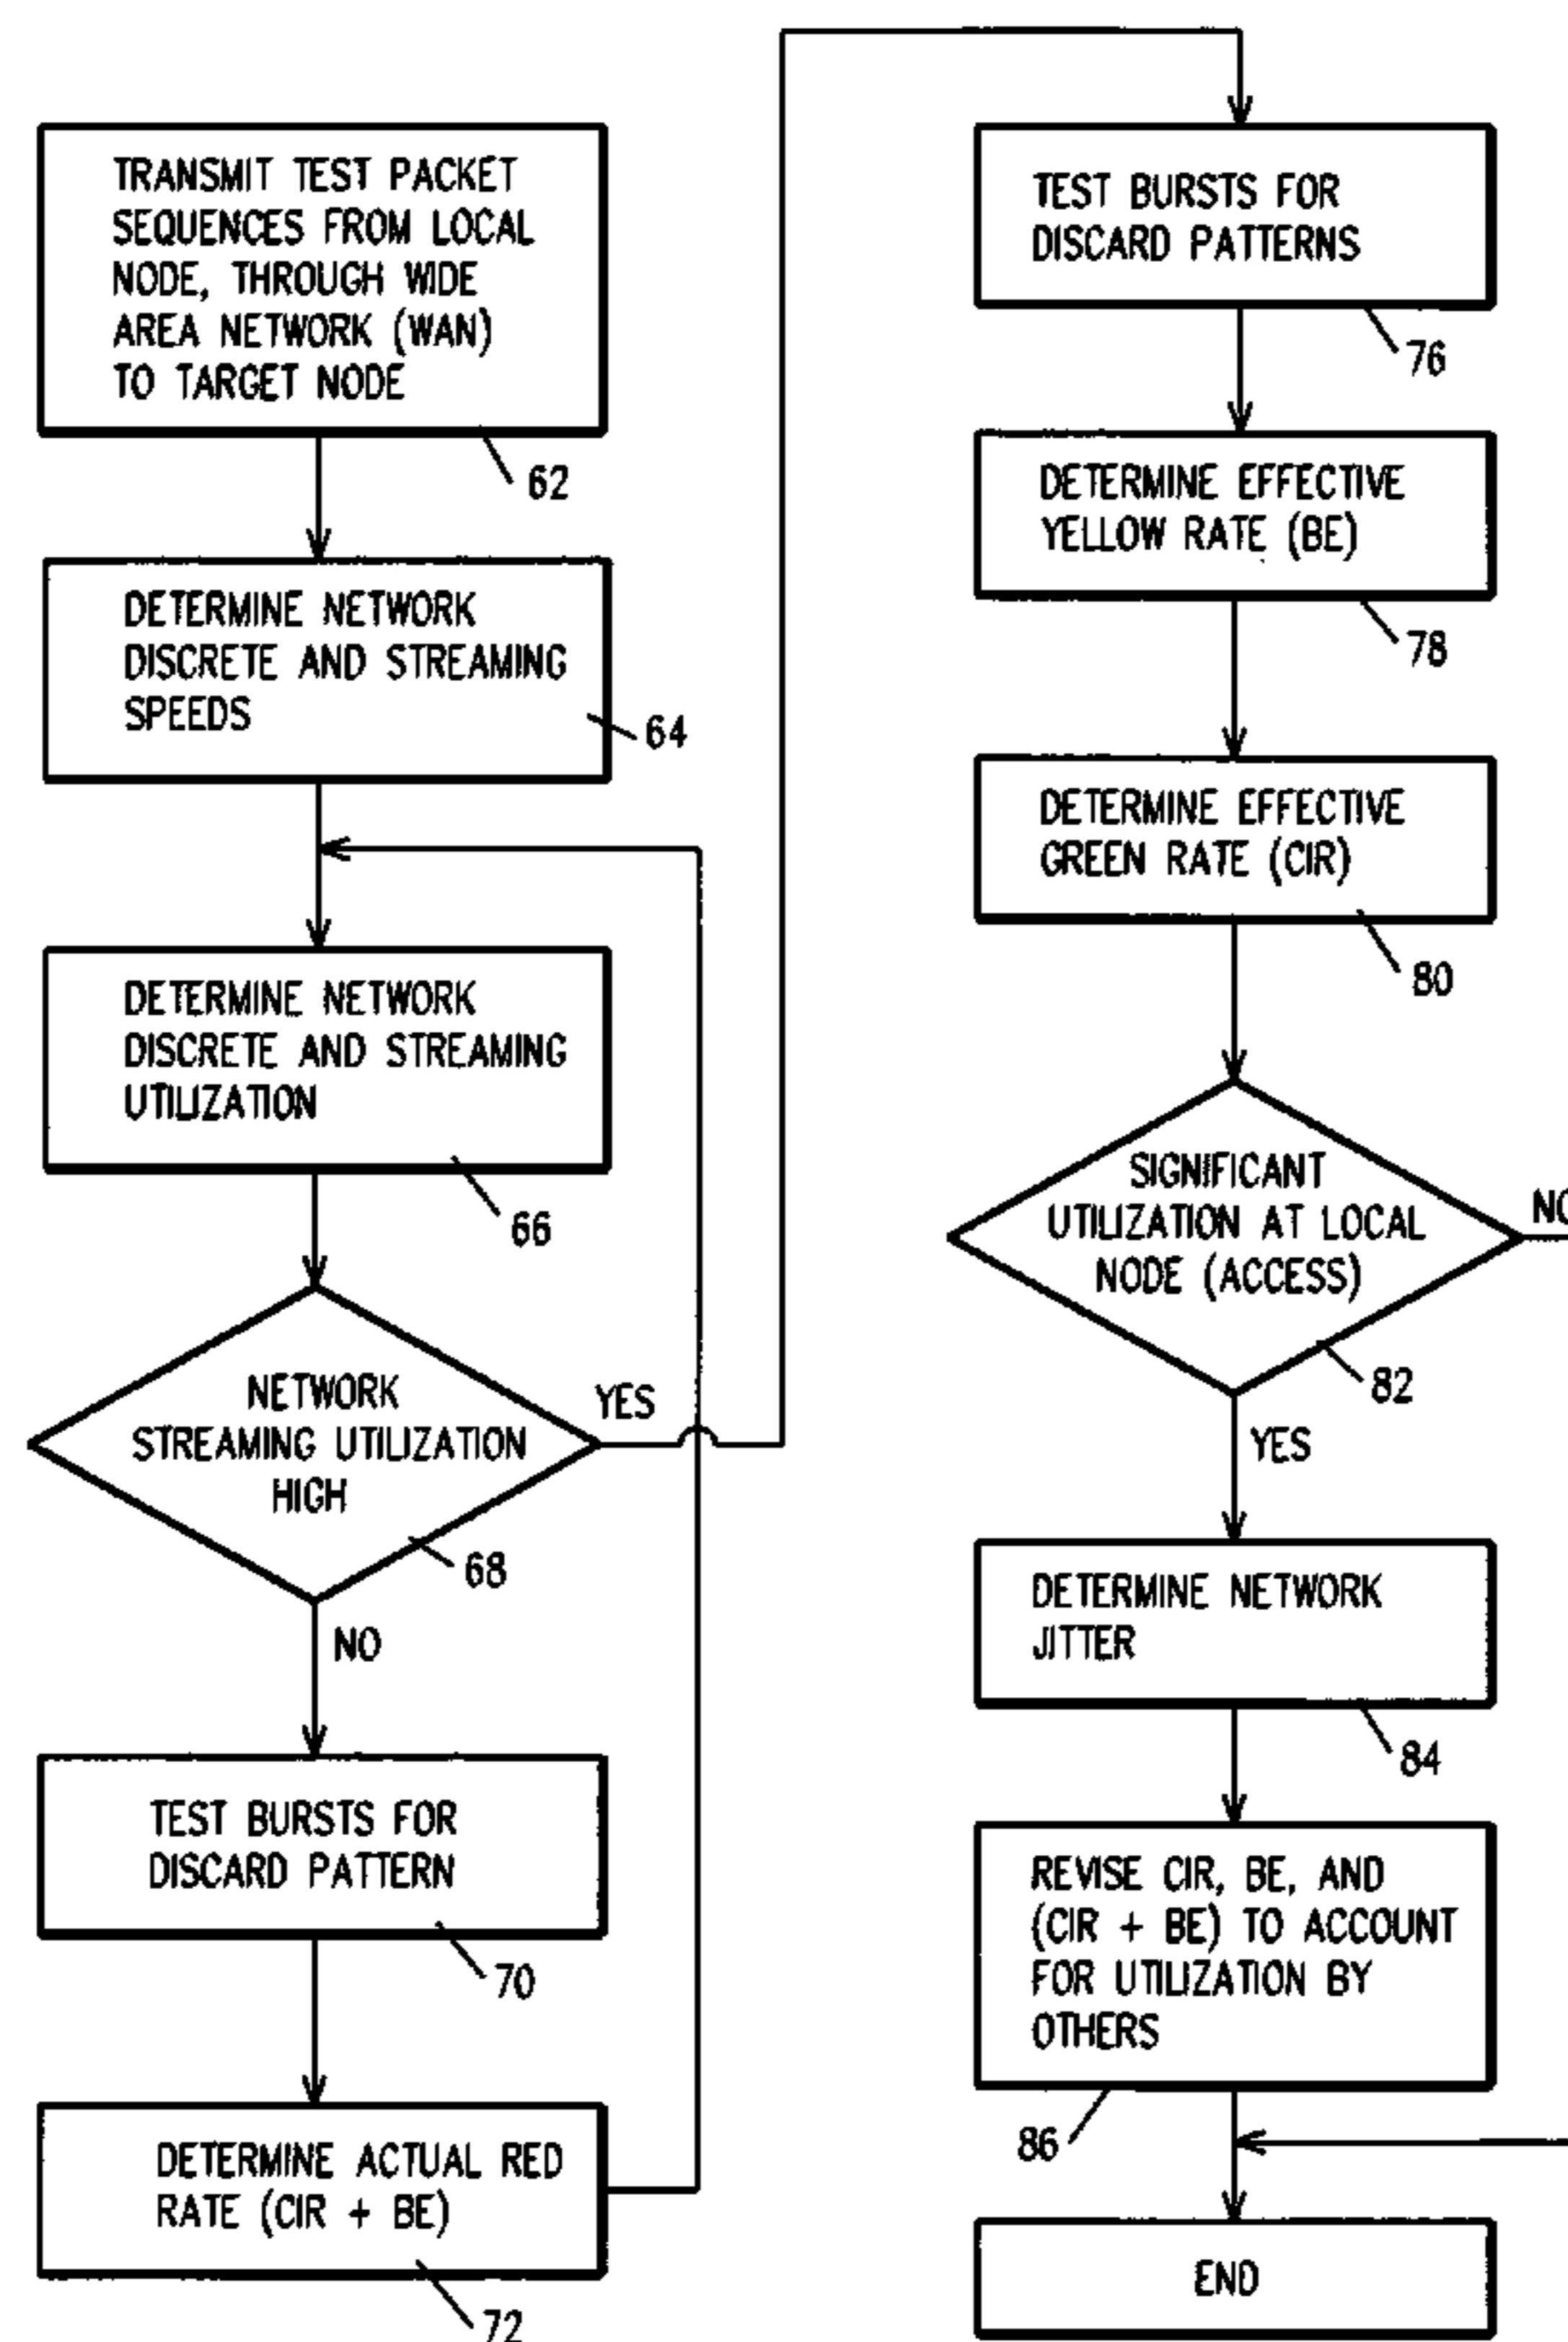 TRANSMIT TEST PACKET
SEQUENCES FROM LOCAL
NODE, THROUGH WIDE
AREA NETWORK (WAN)
TO TARGET NODE
62
DETERMINE NETWORK
DISCRETE AND STREAMING
SPEEDS
64
DETERMINE NETWORK
DISCRETE AND STREAMING
UTILIZATION
66
NETWORK
STREAMING UTILIZATION
HIGH
YES
68
NO
TEST BURSTS FOR
DISCARD PATTERN
70
DETERMINE ACTUAL RED
RATE (CIR + BE)
72
TEST BURSTS FOR
DISCARD PATTERNS
76
DETERMINE EFFECTIVE
YELLOW RATE (BE)
78
DETERMINE EFFECTIVE
GREEN RATE (CIR)
80
SIGNIFICANT
UTILIZATION AT LOCAL
NODE (ACCESS)
NO
82
YES
DETERMINE NETWORK
JITTER
84
REVISE CIR, BE, AND
(CIR + BE) TO ACCOUNT
FOR UTILIZATION BY
OTHERS
86
END